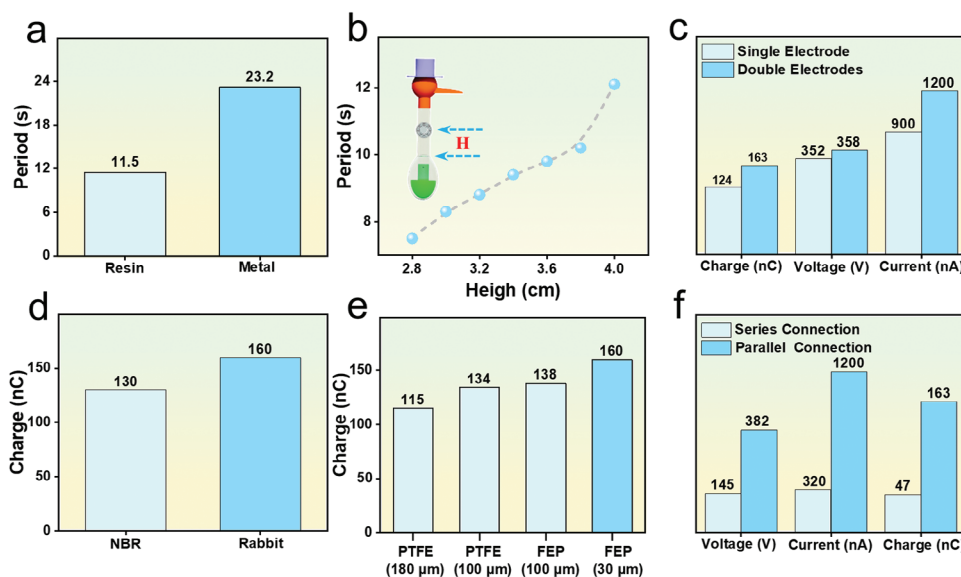 a
Period (s)
24
18
12
6
0
11.5
23.2
Resin
Metal
b
Period (s)
12
10
8
H
2.8
3.2
3.6
4.0
Heigh (cm)
c
Single Electrode
Double Electrodes
124
163
352
358
900
1200
Charge (nC)
Voltage (V)
Current (nA)
d
Charge (nC)
150
100
50
0
130
160
NBR
Rabbit
e
Charge (nC)
150
100
50
0
115
134
138
160
PTFE
(180 μm)
PTFE
(100 μm)
FEP
(100 μm)
FEP
(30 μm)
f
Series Connection
Parallel Connection
145
382
320
1200
47
163
Voltage (V)
Current (nA)
Charge (nC)